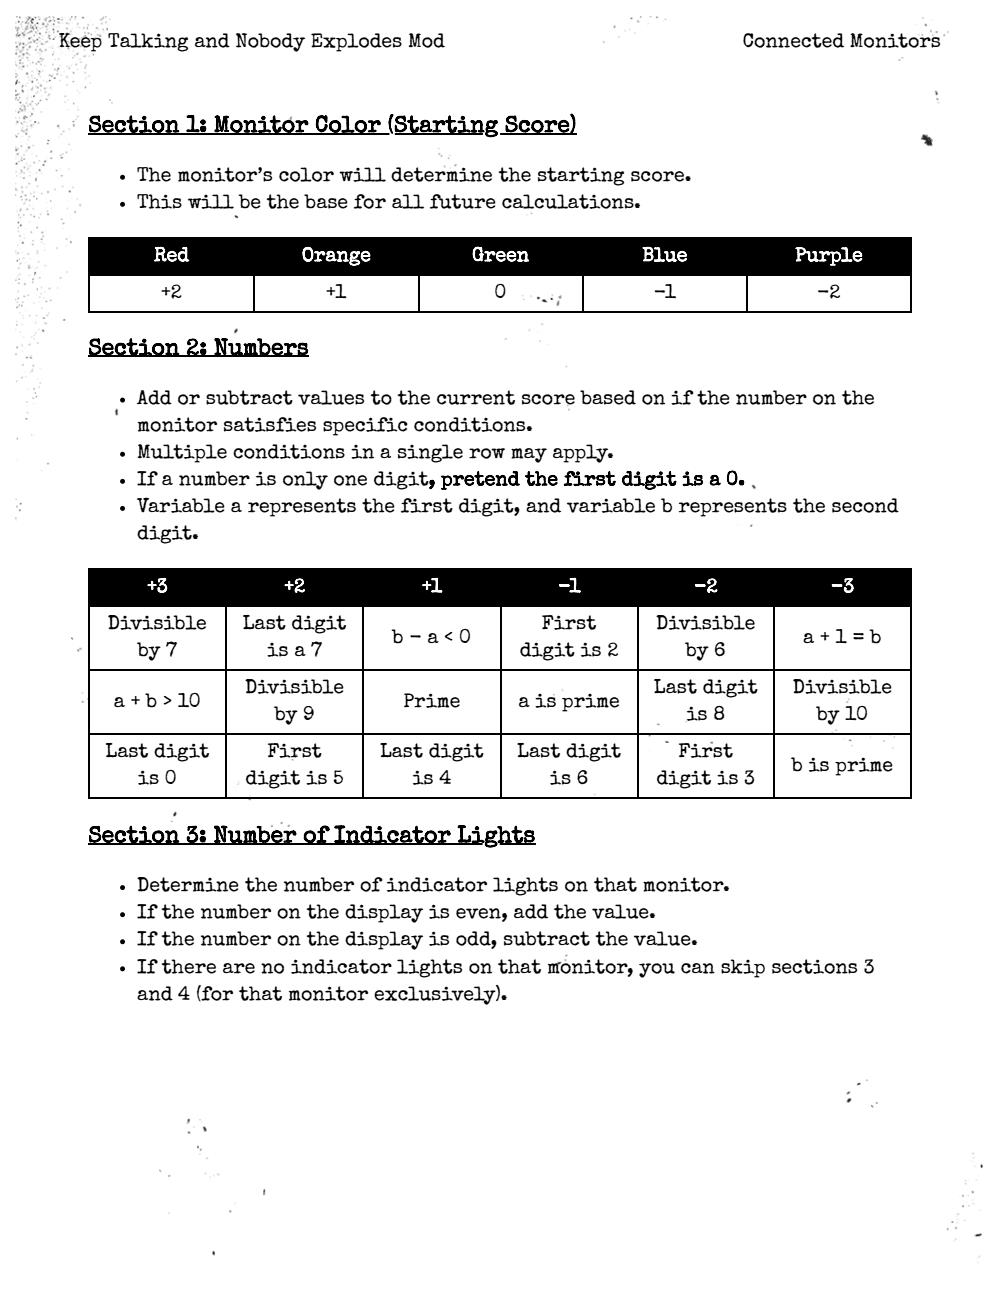 Keep Talking and Nobody Explodes Mod
Connected Monitors
Section 1: Monitor Color (Starting Score)
• The monitor's color will determine the starting score.
• This will be the base for all future calculations.
Red Orange Green Blue Purple
+2 +1 0 −1 −2
Section 2: Numbers
• Add or subtract values to the current score based on if the number on the
monitor satisfies specific conditions.
• Multiple conditions in a single row may apply.
• If a number is only one digit, pretend the first digit is a 0.
• Variable a represents the first digit, and variable b represents the second
digit.
+3 +2 +1 −1 −2 −3
Divisible by 7 Last digit is a 7 b − a < 0 First digit is 2 Divisible by 6 a + 1 = b
a + b > 10 Divisible by 9 Prime a is prime Last digit is 8 Divisible by 10
Last digit is 0 First digit is 5 Last digit is 4 Last digit is 6 First digit is 3 b is prime
Section 3: Number of Indicator Lights
• Determine the number of indicator lights on that monitor.
• If the number on the display is even, add the value.
• If the number on the display is odd, subtract the value.
• If there are no indicator lights on that monitor, you can skip sections 3
and 4 (for that monitor exclusively).